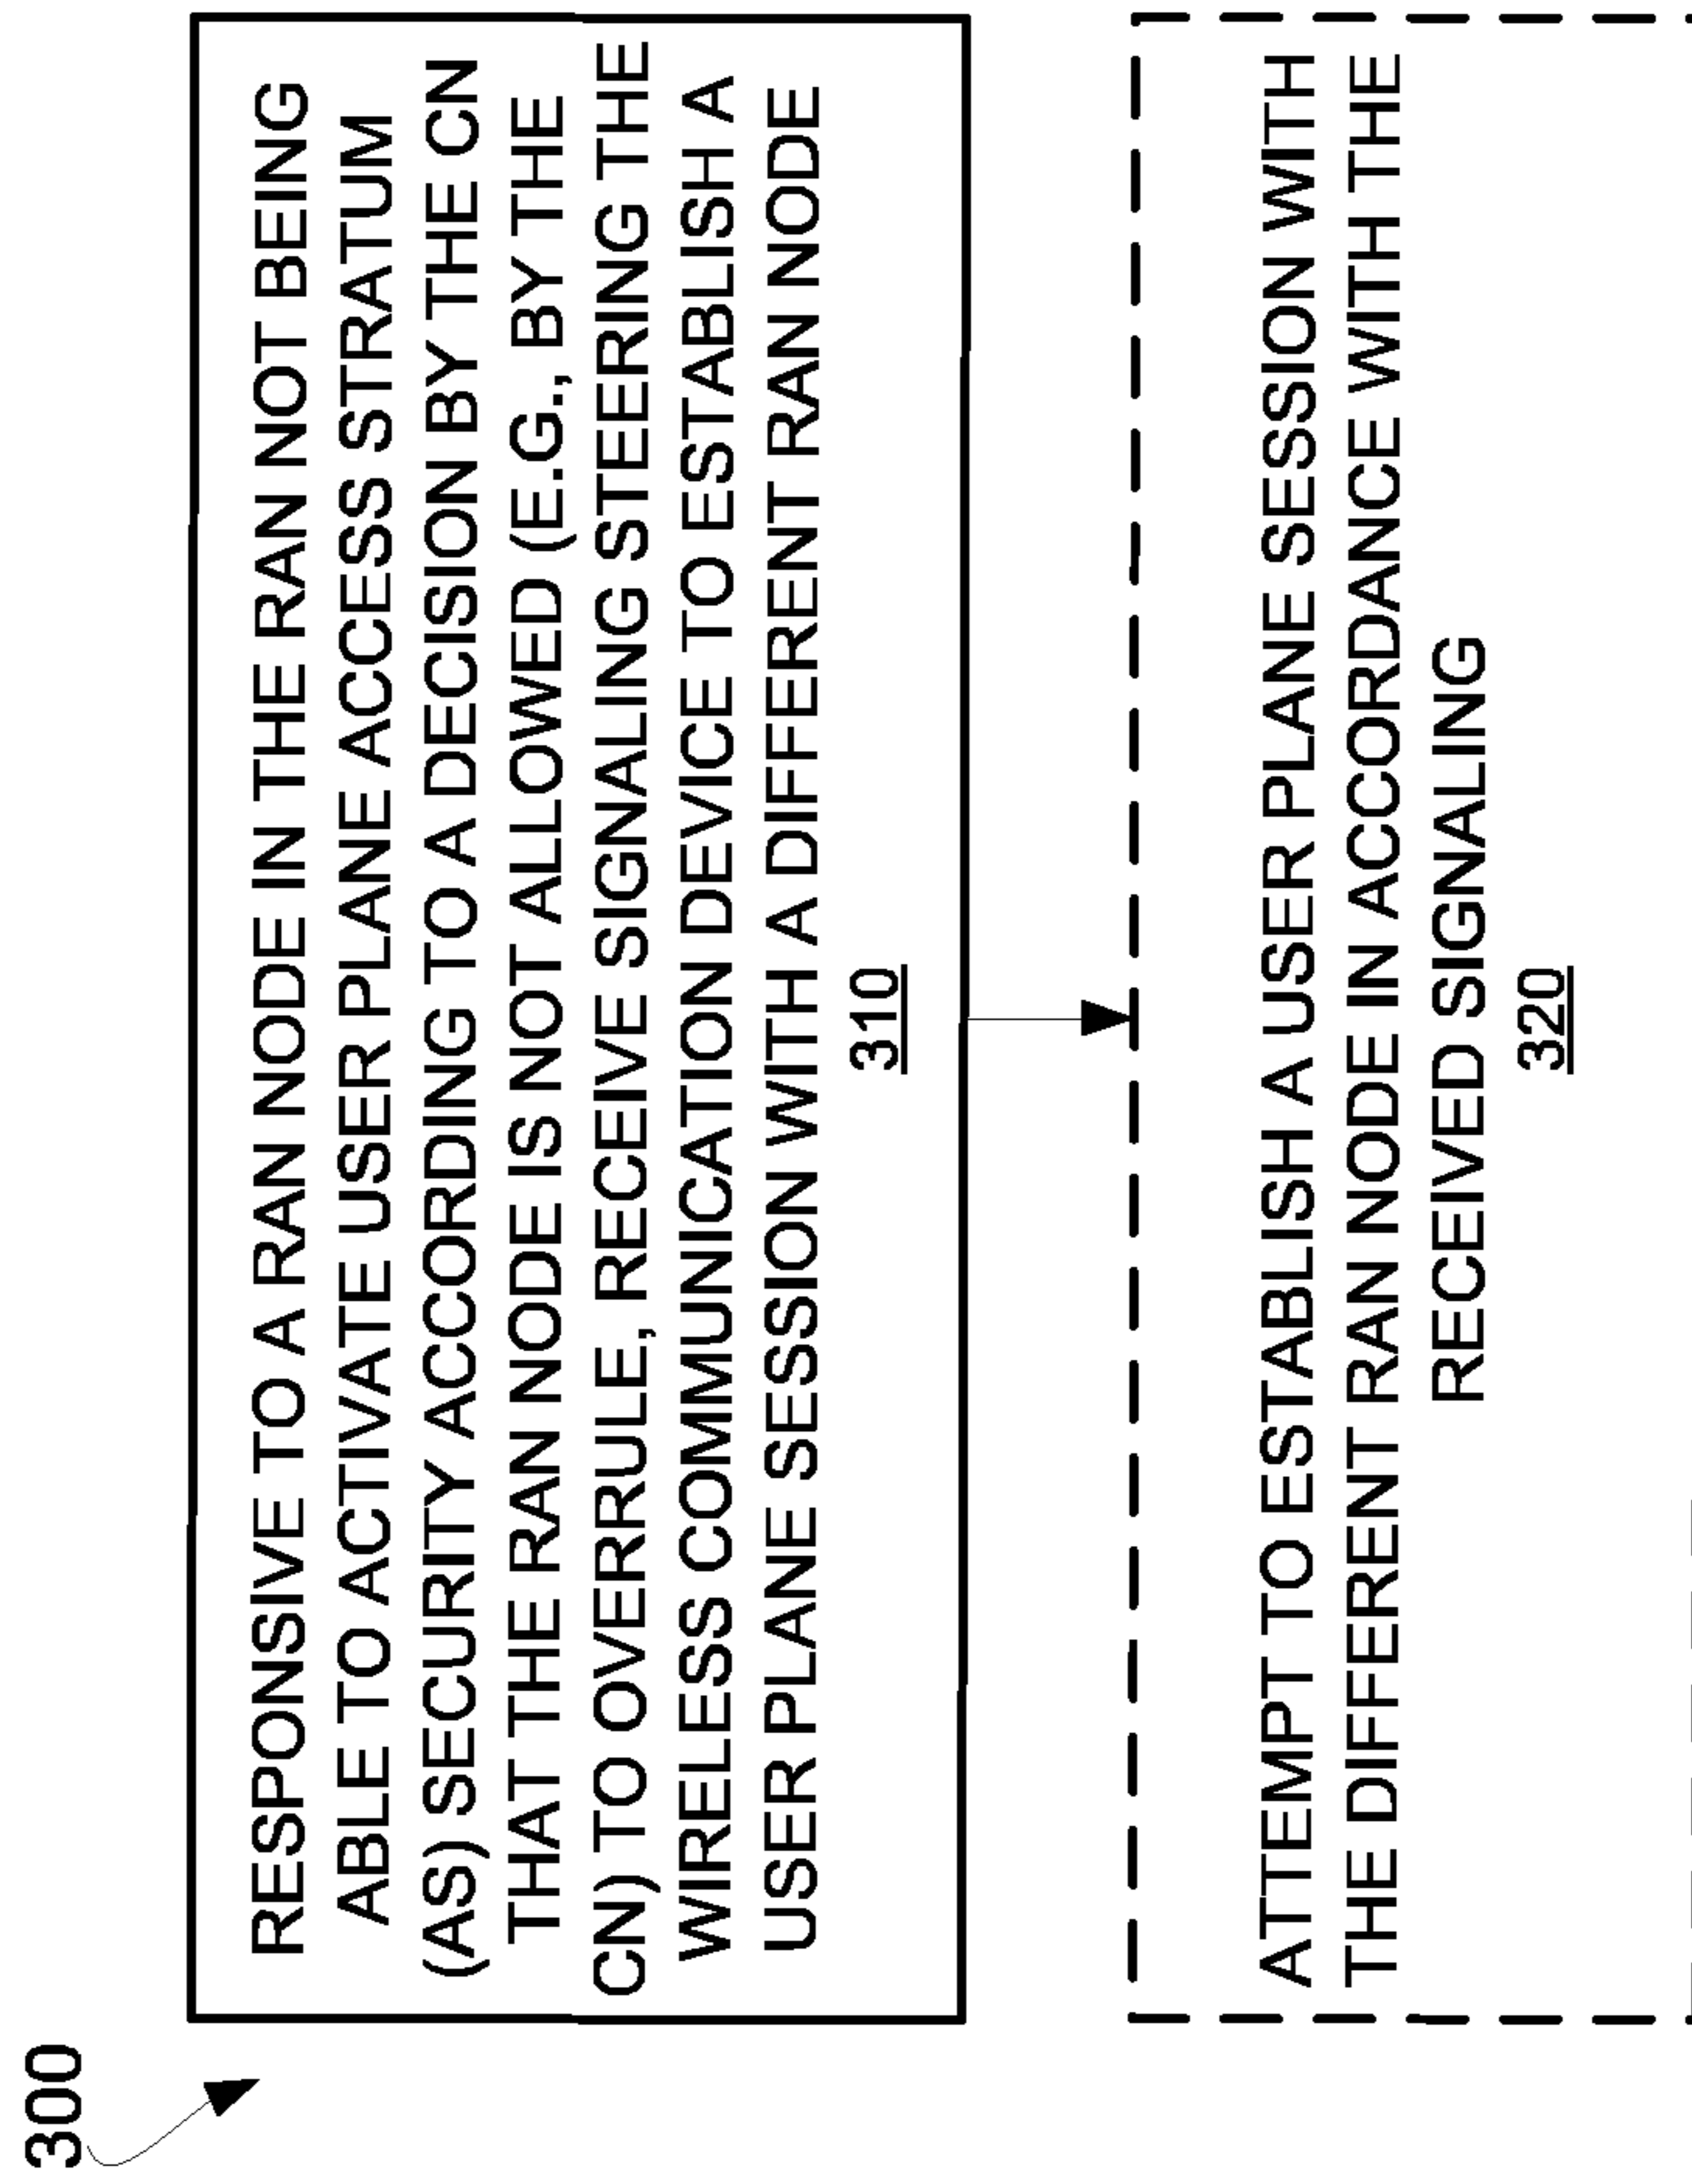 300
RESPONSIVE TO A RAN NODE IN THE RAN NOT BEING
ABLE TO ACTIVATE USER PLANE ACCESS STRATUM
(AS) SECURITY ACCORDING TO A DECISION BY THE CN
THAT THE RAN NODE IS NOT ALLOWED (E.G., BY THE
CN) TO OVERRULE, RECEIVE SIGNALING STEERING THE
WIRELESS COMMUNICATION DEVICE TO ESTABLISH A
USER PLANE SESSION WITH A DIFFERENT RAN NODE
310
ATTEMPT TO ESTABLISH A USER PLANE SESSION WITH
THE DIFFERENT RAN NODE IN ACCORDANCE WITH THE
RECEIVED SIGNALING
320